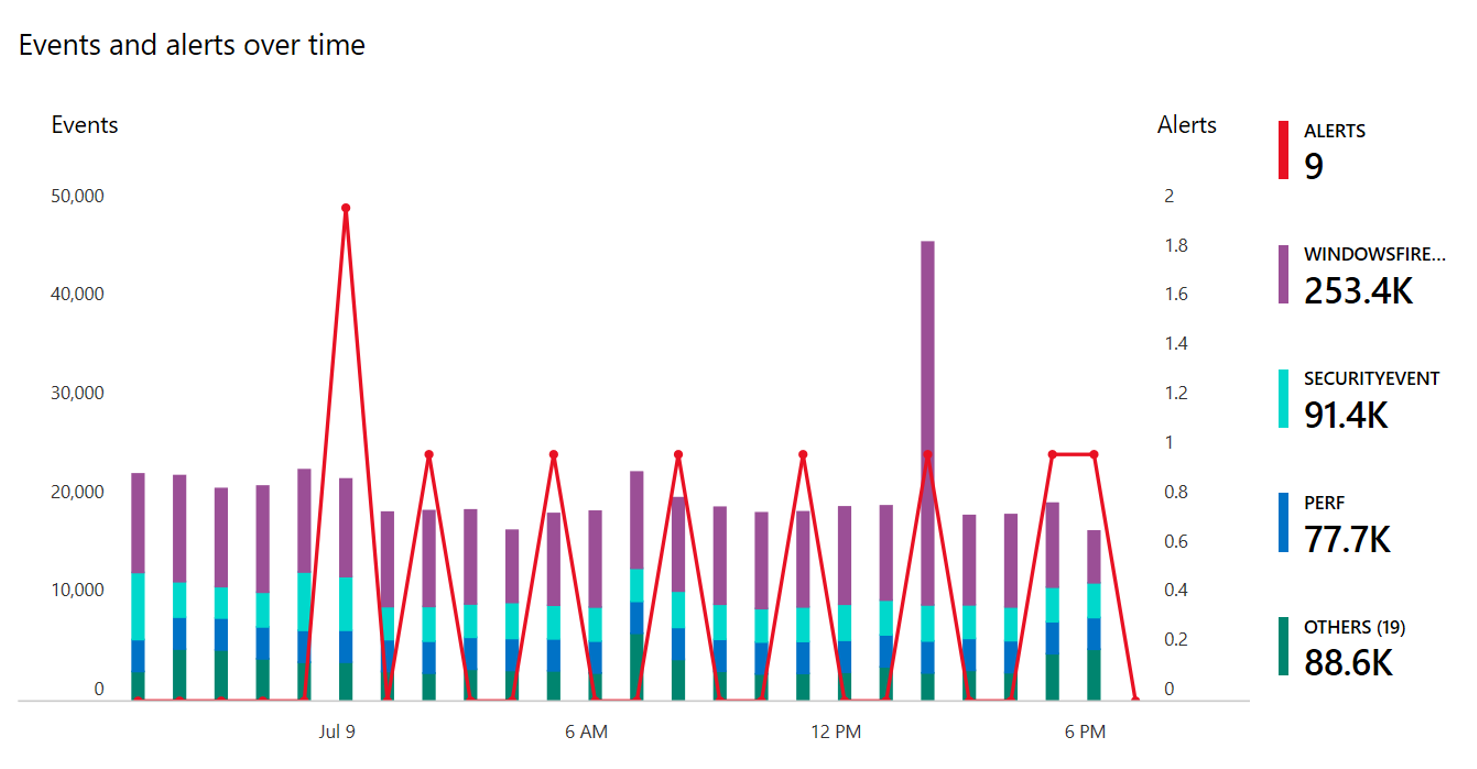 Events and alerts over time
Events
Alerts
50,000
40,000
30,000
20,000
10,000
0
2
1.8
1.6
1.4
1.2
1
0.8
0.6
0.4
0.2
0
Jul 9
6 AM
12 PM
6 PM
ALERTS
9
WINDOWSFIRE...
253.4K
SECURITYEVENT
91.4K
PERF
77.7K
OTHERS (19)
88.6K